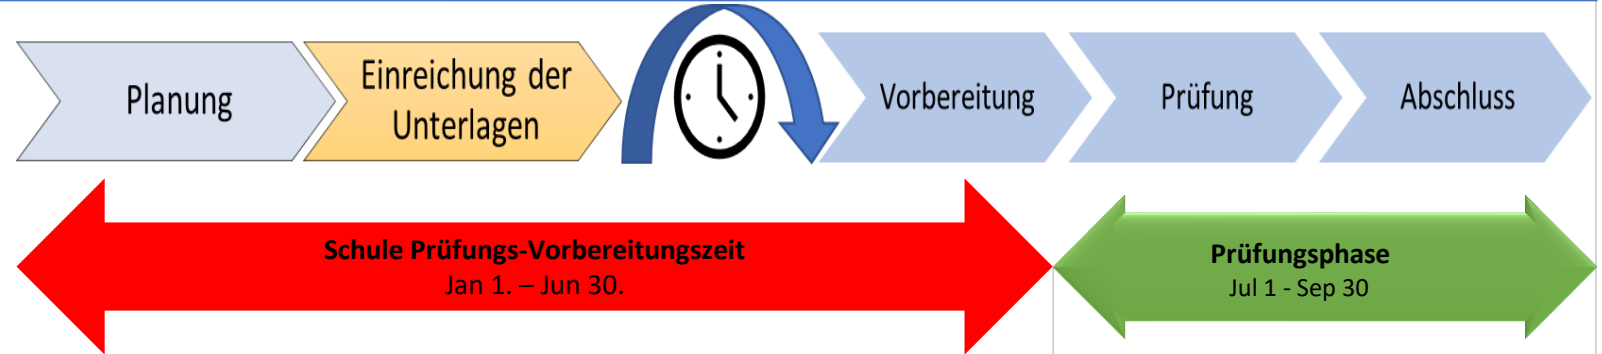 Planung
Einreichung der
Unterlagen
Vorbereitung
Prüfung
Abschluss
Schule Prüfungs-Vorbereitungszeit
Jan 1. – Jun 30.
Prüfungsphase
Jul 1 - Sep 30